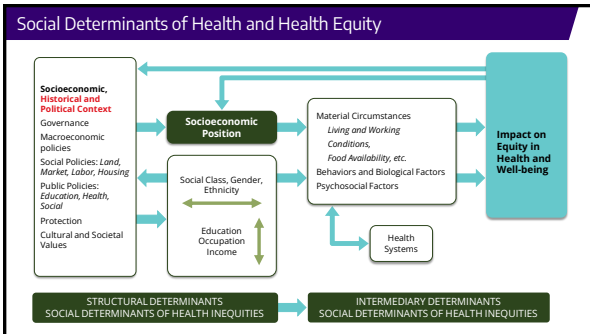 Social Determinants of Health and Health Equity
Socioeconomic,
Historical and
Political Context
Governance
Macroeconomic
policies
Social Policies: Land,
Market, Labor, Housing
Public Policies:
Education, Health,
Social
Protection
Cultural and Societal
Values
Socioeconomic
Position
Social Class, Gender,
Ethnicity
Education
Occupation
Income
Material Circumstances
Living and Working
Conditions,
Food Availability, etc.
Behaviors and Biological Factors
Psychosocial Factors
Health
Systems
Impact on
Equity in
Health and
Well-being
STRUCTURAL DETERMINANTS
SOCIAL DETERMINANTS OF HEALTH INEQUITIES
INTERMEDIARY DETERMINANTS
SOCIAL DETERMINANTS OF HEALTH INEQUITIES